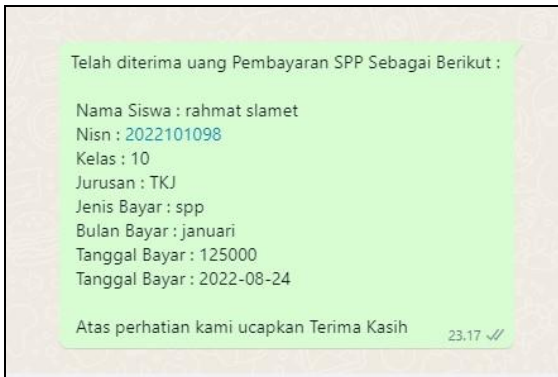 Telah diterima uang Pembayaran SPP Sebagai Berikut :
Nama Siswa : rahmat slamet
Nisn : 2022101098
Kelas : 10
Jurusan : TKJ
Jenis Bayar : spp
Bulan Bayar : januari
Tanggal Bayar : 125000
Tanggal Bayar : 2022-08-24
Atas perhatian kami ucapkan Terima Kasih
23.17